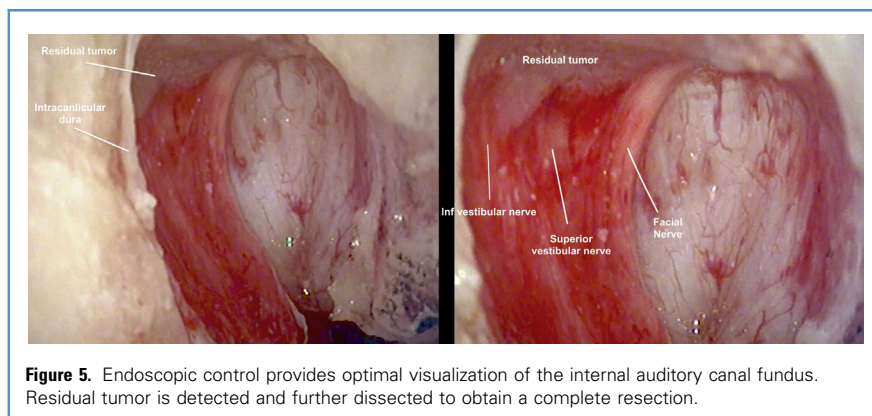 Residual tumor
Intracanlicular
dura
Residual tumor
Inf vestibular nerve
Superior
vestibular nerve
Facial
Nerve
Figure 5. Endoscopic control provides optimal visualization of the internal auditory canal fundus.
Residual tumor is detected and further dissected to obtain a complete resection.